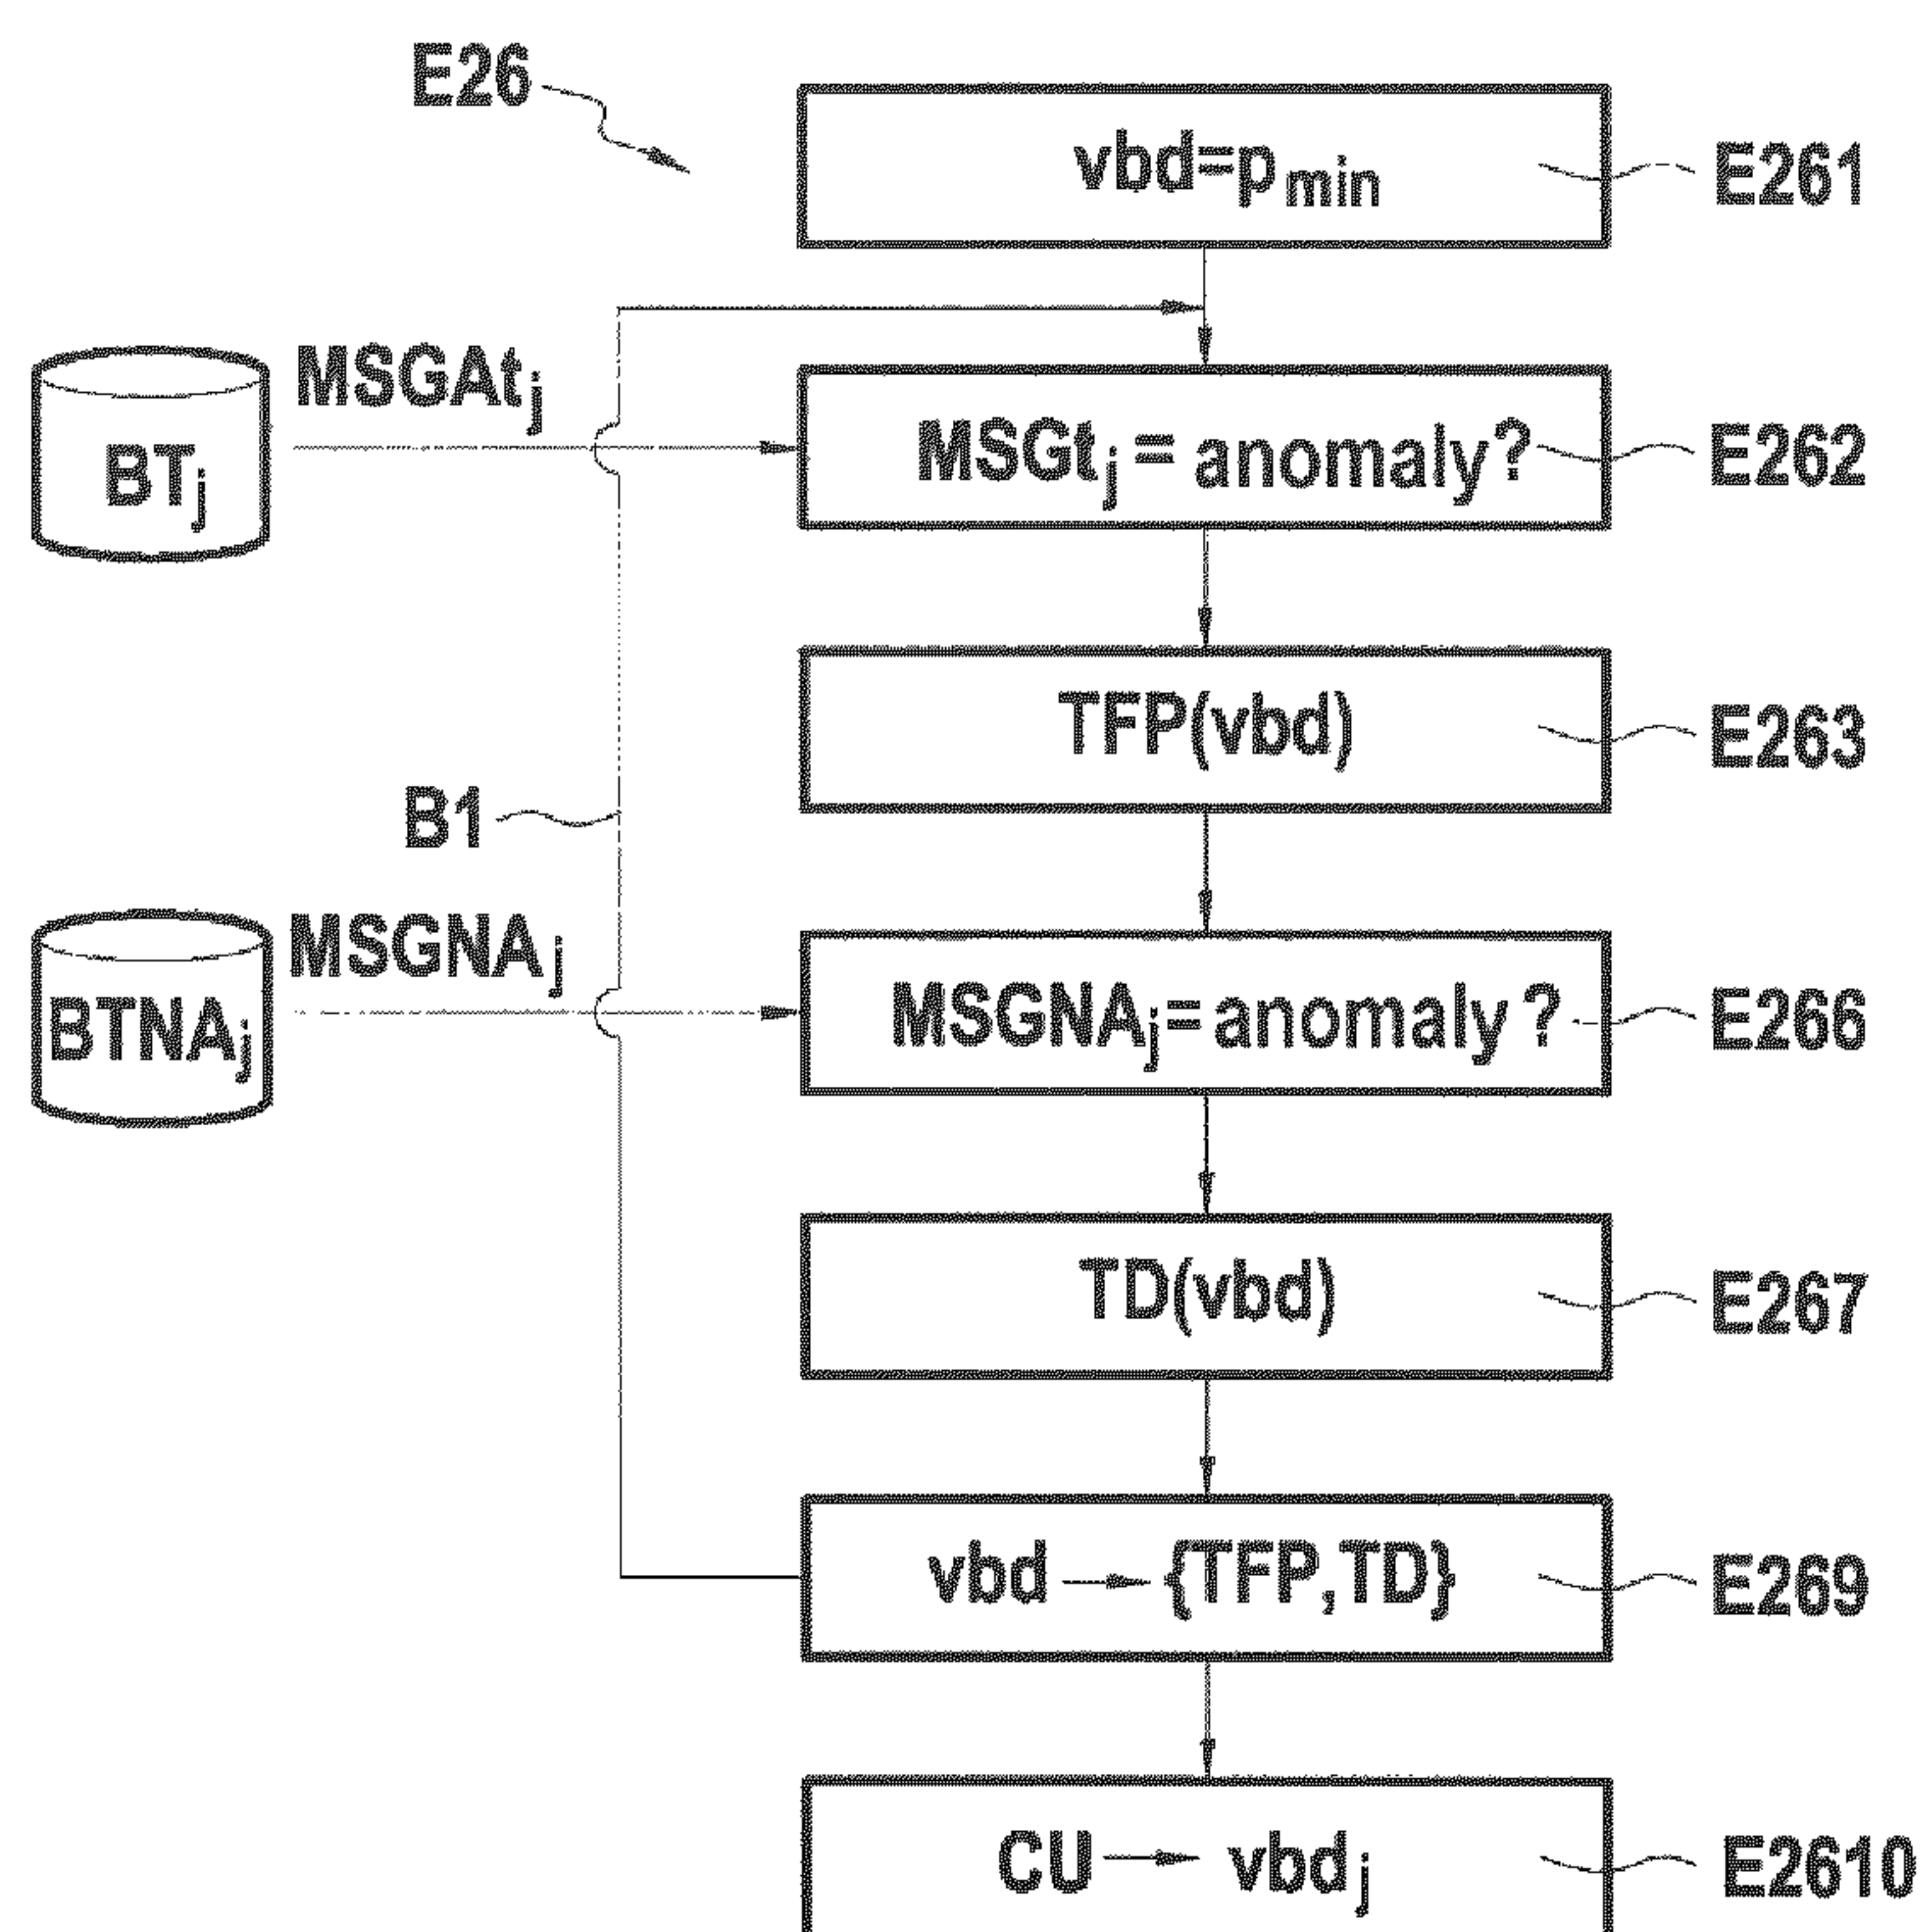 E26
vbd=pmin
E261
MSGAtj
BTj
MSGtj = anomaly?
E262
TFP(vbd)
E263
B1
MSGNAj
BTNAj
MSGNAj= anomaly ?
E266
TD(vbd)
E267
vbd → {TFP,TD}
E269
CU → vbdj
E2610